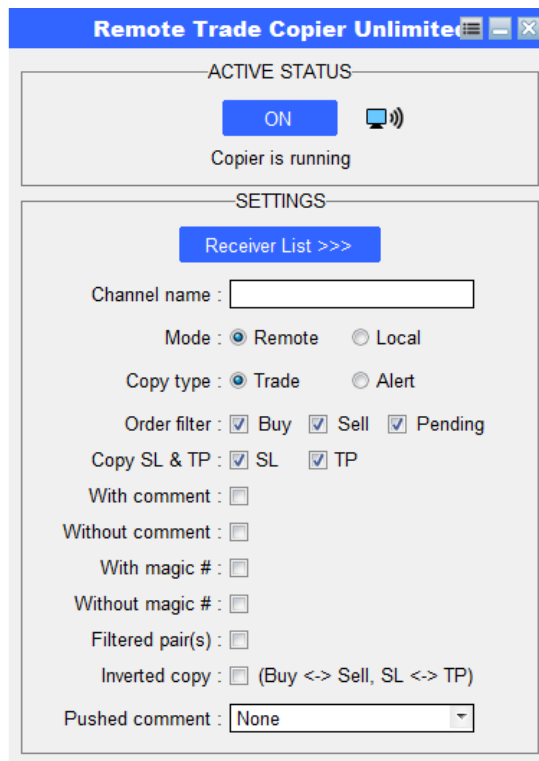 Remote Trade Copier Unlimited
ACTIVE STATUS
ON
Copier is running
SETTINGS
Receiver List >>>
Channel name :
Mode : Remote Local
Copy type : Trade Alert
Order filter : Buy Sell Pending
Copy SL & TP : SL TP
With comment :
Without comment :
With magic # :
Without magic # :
Filtered pair(s) :
Inverted copy : (Buy <-> Sell, SL <-> TP)
Pushed comment : None